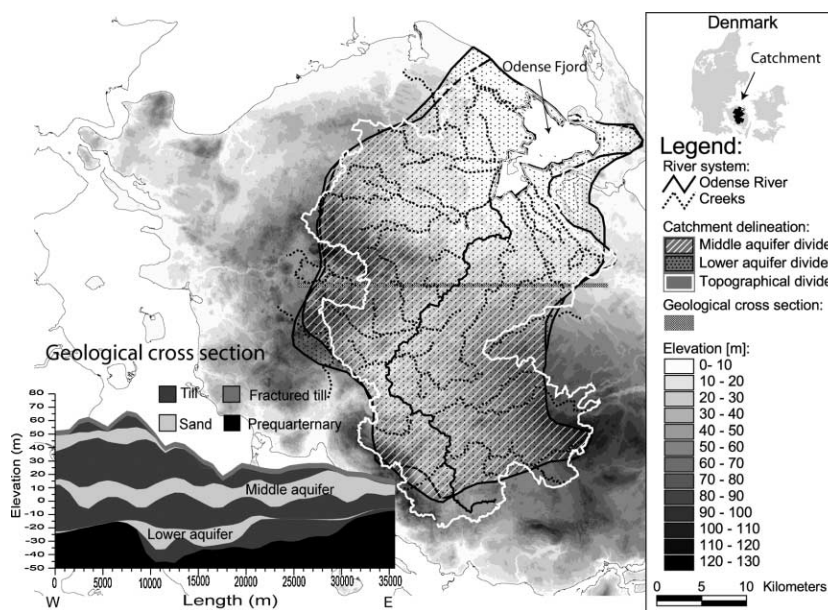 Odense Fjord
Geological cross section
Till
Fractured till
Sand
Prequarternary
Elevation (m)
80
70
60
50
40
30
20
10
0
-10
-20
-30
-40
-50
Middle aquifer
Lower aquifer
0 5000 10000 15000 20000 25000 30000 35000
W Length (m) E
Denmark
Catchment
Legend:
River system:
Odense River
Creeks
Catchment delineation:
Middle aquifer divide
Lower aquifer divide
Topographical divide
Geological cross section:
Elevation [m]:
0- 10
10 - 20
20 - 30
30 - 40
40 - 50
50 - 60
60 - 70
70 - 80
80 - 90
90 - 100
100 - 110
110 - 120
120 - 130
0 5 10 Kilometers